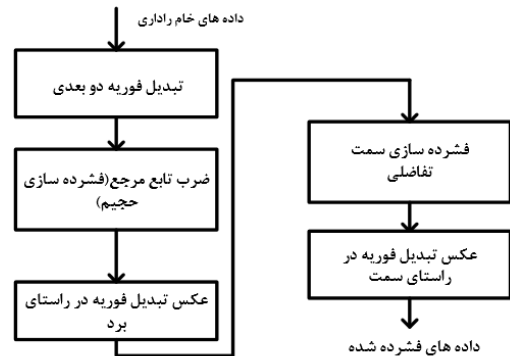 داده های خام راداری
تبدیل فوریه دو بعدی
ضرب تابع مرجع(فشرده سازی
حجیم)
عکس تبدیل فوریه در راستای
برد
فشرده سازی سمت
تفاضلی
عکس تبدیل فوریه در
راستای سمت
داده های فشرده شده